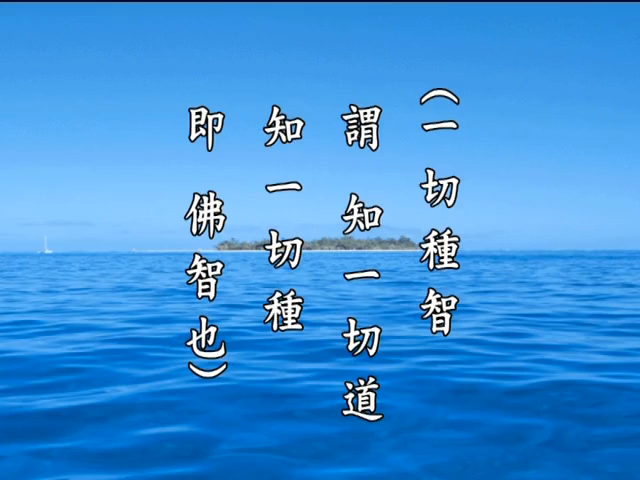 (一切種智
謂 知一切道
知一切種
即 佛智也)